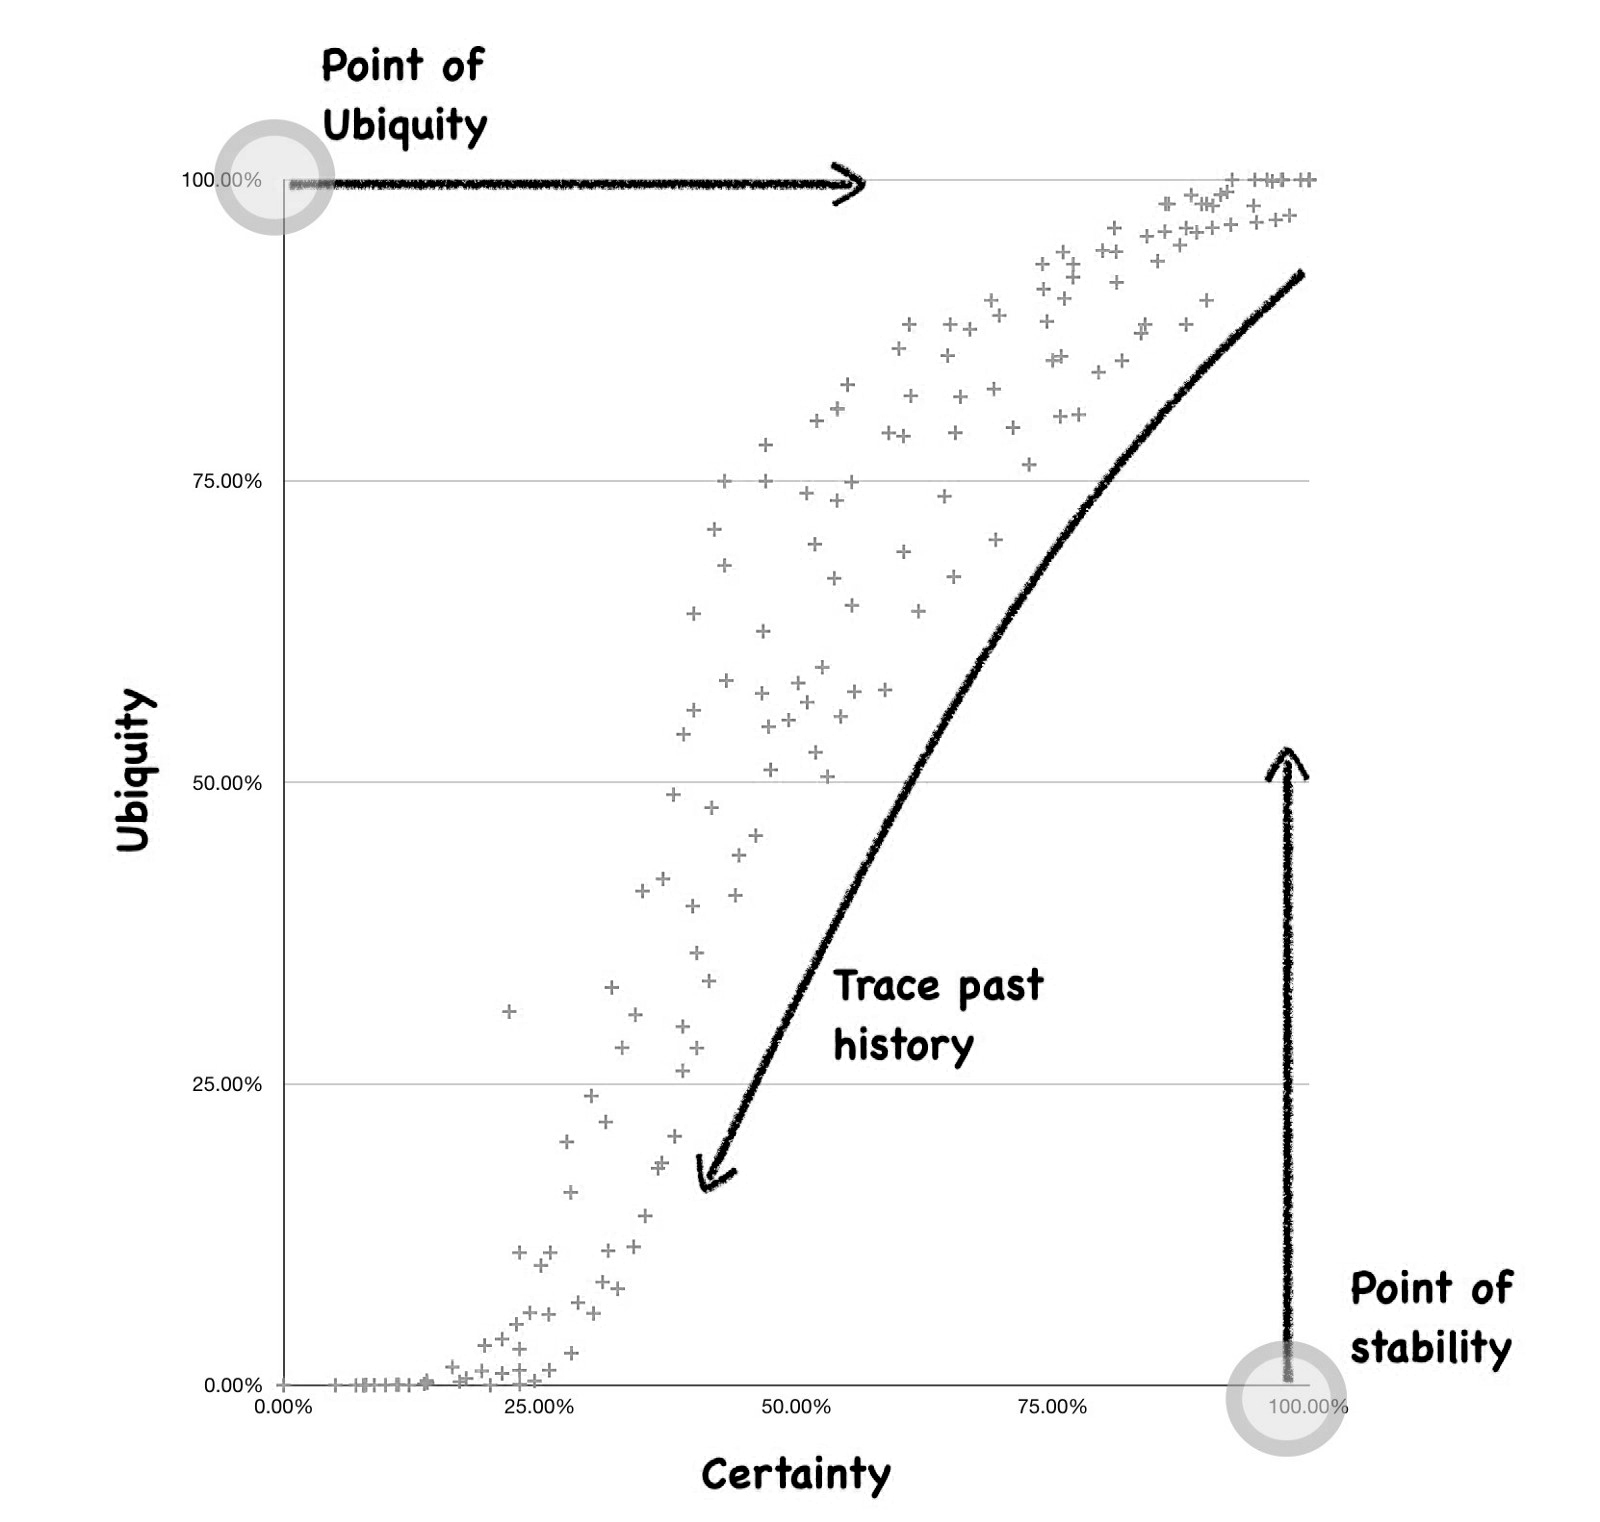 Point of
Ubiquity
100.00%
75.00%
Ubiquity
50.00%
Trace past
history
25.00%
Point of
stability
0.00%
0.00%
25.00%
50.00%
75.00%
100.00%
Certainty